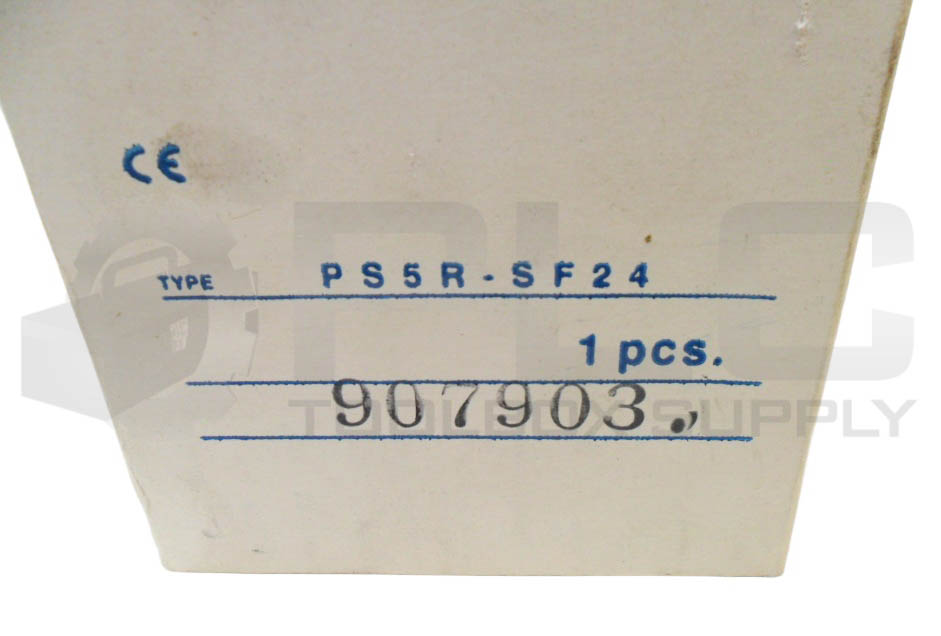 CE
TYPE PS5R-SF24
1 pcs.
907903,
PLC
TOOLBOX SUPPLY